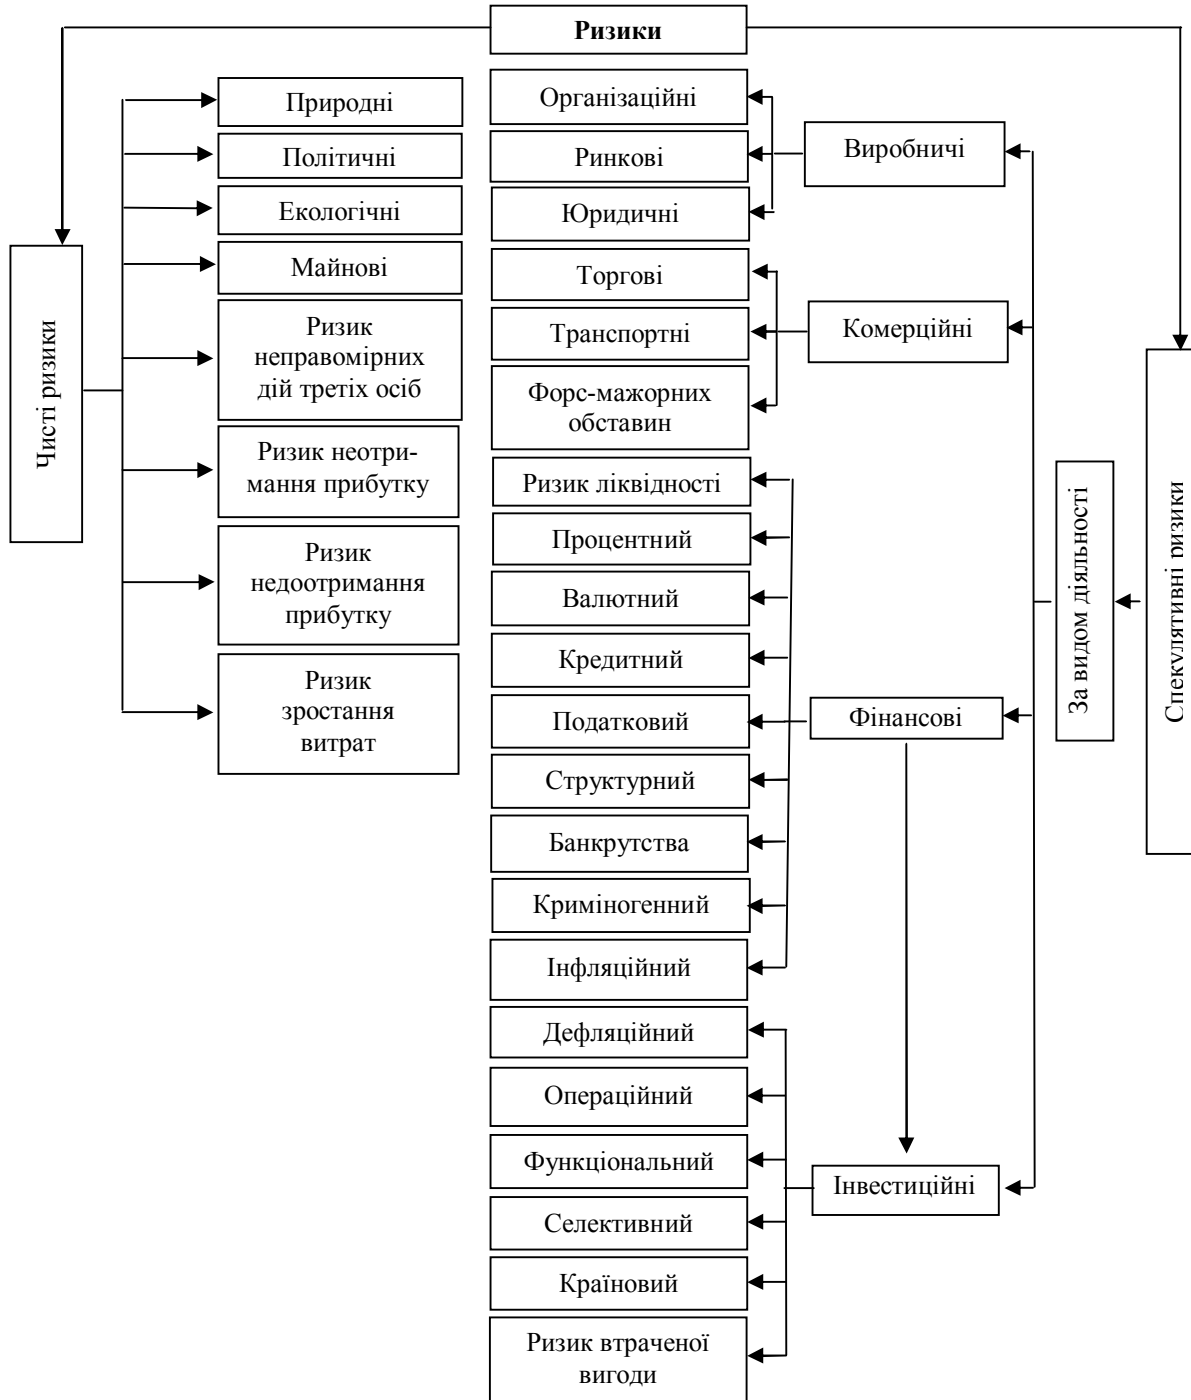 Ризики
Чисті ризики
Природні
Політичні
Екологічні
Майнові
Ризик
неправомірних
дій третіх осіб
Ризик неотри-
мання прибутку
Ризик
недоотримання
прибутку
Ризик
зростання
витрат
Організаційні
Ринкові
Юридичні
Торгові
Транспортні
Форс-мажорних
обставин
Ризик ліквідності
Процентний
Валютний
Кредитний
Податковий
Структурний
Банкрутства
Криміногенний
Інфляційний
Дефляційний
Операційний
Функціональний
Селективний
Країновий
Ризик втраченої
вигоди
Виробничі
Комерційні
Фінансові
Інвестиційні
За видом діяльності
Спекулятивні ризики